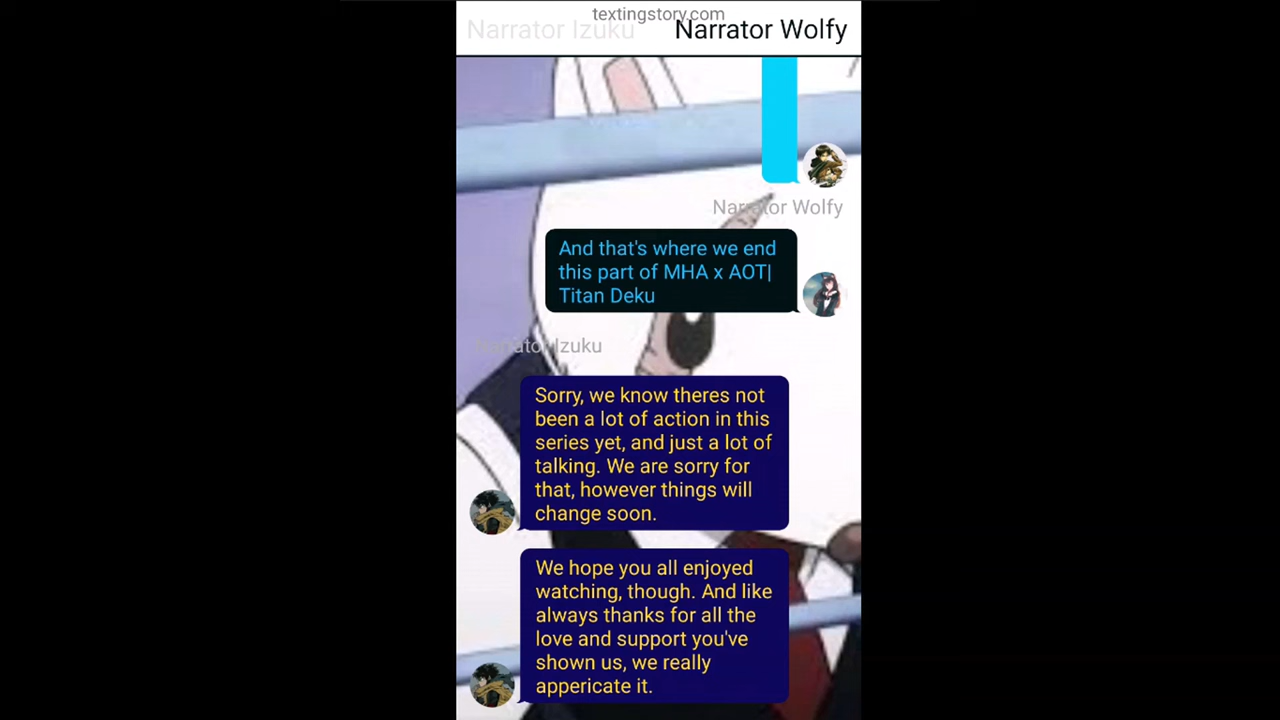 textingstory.com
Narrator Izuku
Narrator Wolfy
Narrator Wolfy
And that's where we end
this part of MHA x AOT|
Titan Deku
Narrator Izuku
Sorry, we know theres not
been a lot of action in this
series yet, and just a lot of
talking. We are sorry for
that, however things will
change soon.
We hope you all enjoyed
watching, though. And like
always thanks for all the
love and support you've
shown us, we really
appericate it.